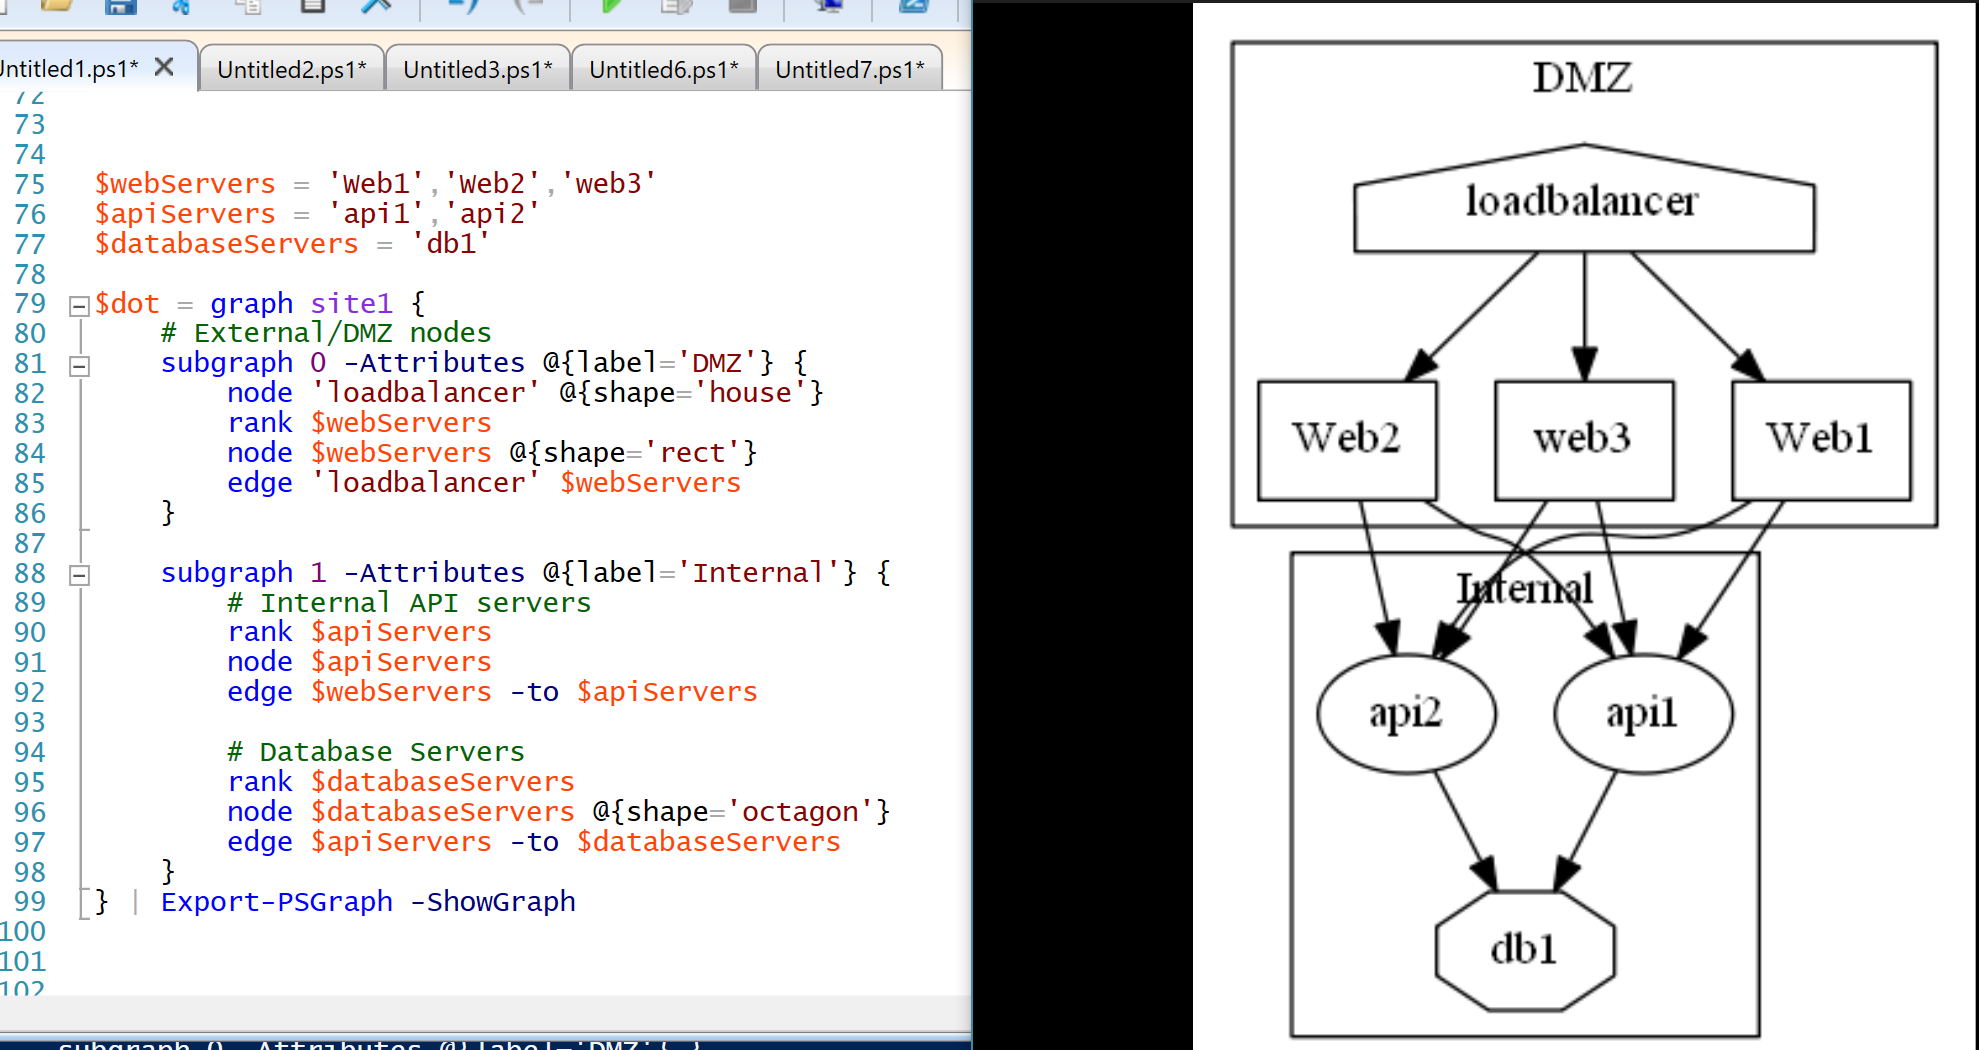 Untitled1.ps1* Untitled2.ps1* Untitled3.ps1* Untitled6.ps1* Untitled7.ps1*
72
73
74
75 $webServers = 'Web1','Web2','web3'
76 $apiServers = 'api1','api2'
77 $databaseServers = 'db1'
78
79 $dot = graph site1 {
80 # External/DMZ nodes
81 subgraph 0 -Attributes @{label='DMZ'} {
82 node 'loadbalancer' @{shape='house'}
83 rank $webServers
84 node $webServers @{shape='rect'}
85 edge 'loadbalancer' $webServers
86 }
87
88 subgraph 1 -Attributes @{label='Internal'} {
89 # Internal API servers
90 rank $apiServers
91 node $apiServers
92 edge $webServers -to $apiServers
93
94 # Database Servers
95 rank $databaseServers
96 node $databaseServers @{shape='octagon'}
97 edge $apiServers -to $databaseServers
98 }
99 } | Export-PSGraph -ShowGraph
100
101
102
subgraph 0 -Attributes @{label='DMZ'} {
DMZ
loadbalancer
Web2 web3 Web1
Internal
api2 api1
db1